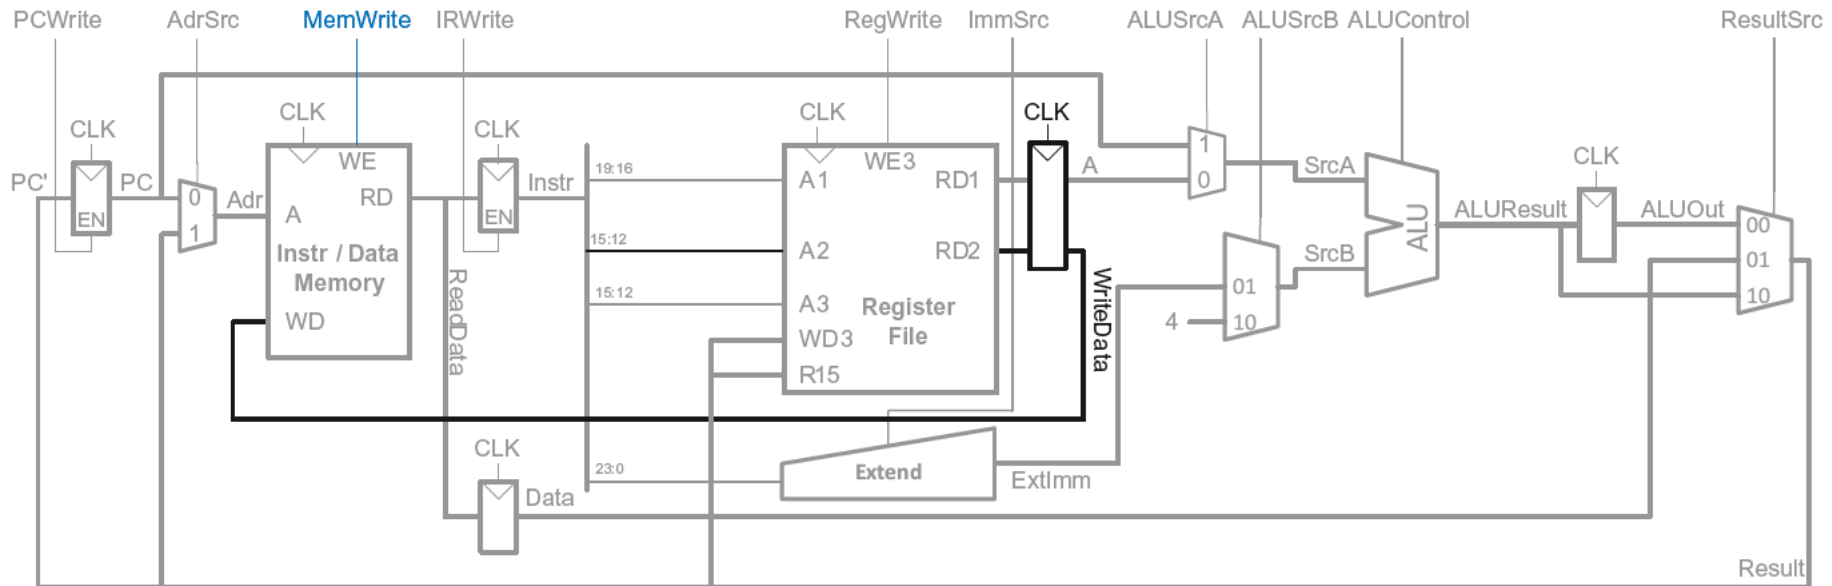 PCWrite
AdrSrc
MemWrite
IRWrite
RegWrite
ImmSrc
ALUSrcA
ALUSrcB
ALUControl
ResultSrc
CLK
CLK
CLK
CLK
CLK
CLK
PC'
EN
PC
0
1
Adr
WE
RD
A
Instr / Data
Memory
WD
EN
Instr
19:16
15:12
15:12
23:0
ReadData
CLK
Data
WE3
A1
RD1
A2
RD2
A3
Register
File
WD3
R15
A
WriteData
Extend
ExtImm
1
0
SrcA
01
10
4
SrcB
ALU
ALUResult
ALUOut
00
01
10
Result